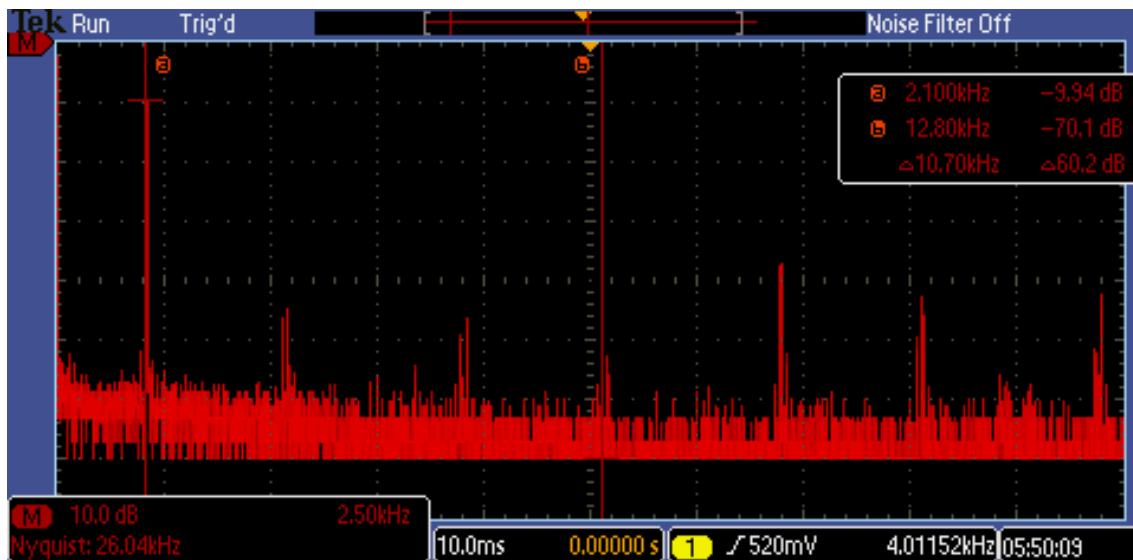 Tek Run Trig'd Noise Filter Off
M
a b
a 2.100kHz −9.94 dB
b 12.80kHz −70.1 dB
△10.70kHz △60.2 dB
M 10.0 dB 2.50kHz
Nyquist: 26.04kHz
10.0ms 0.00000 s 1 520mV 4.01152kHz 05:50:09